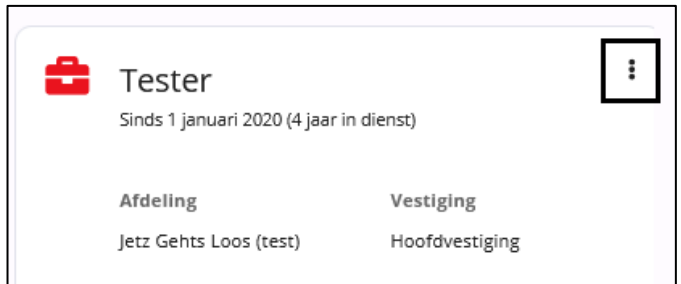 Tester
Sinds 1 januari 2020 (4 jaar in dienst)
Afdeling Vestiging
Jetz Gehts Loos (test) Hoofdvestiging